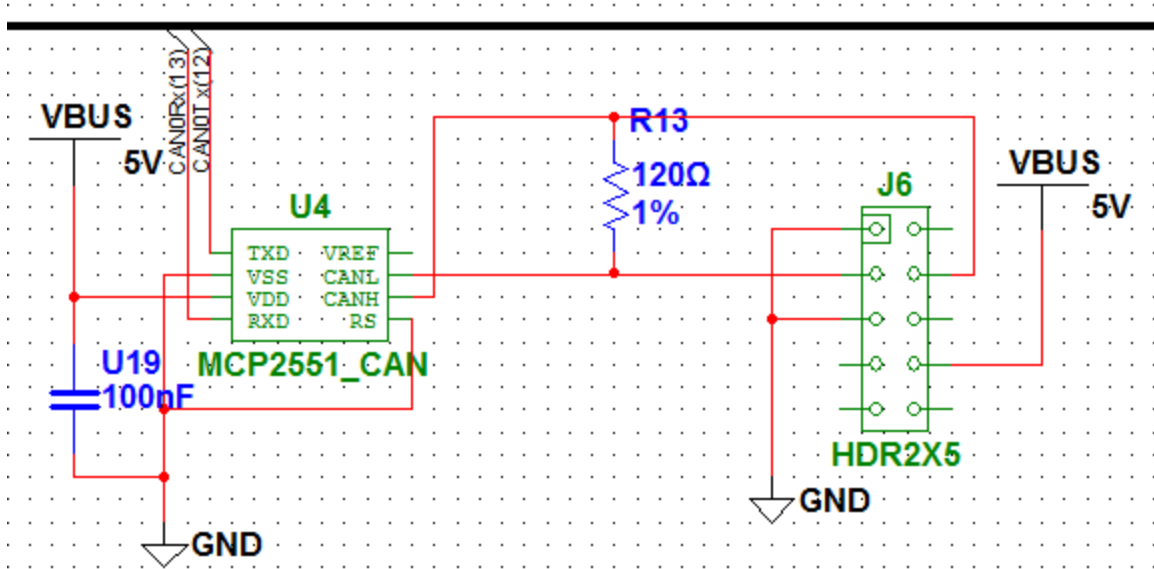 CAN0Rx(13)
CAN0Tx(12)
VBUS
5V
R13
120Ω
1%
VBUS
5V
U4
J6
TXD VREF
VSS CANL
VDD CANH
RXD RS
MCP2551_CAN
U19
100nF
HDR2X5
GND
GND